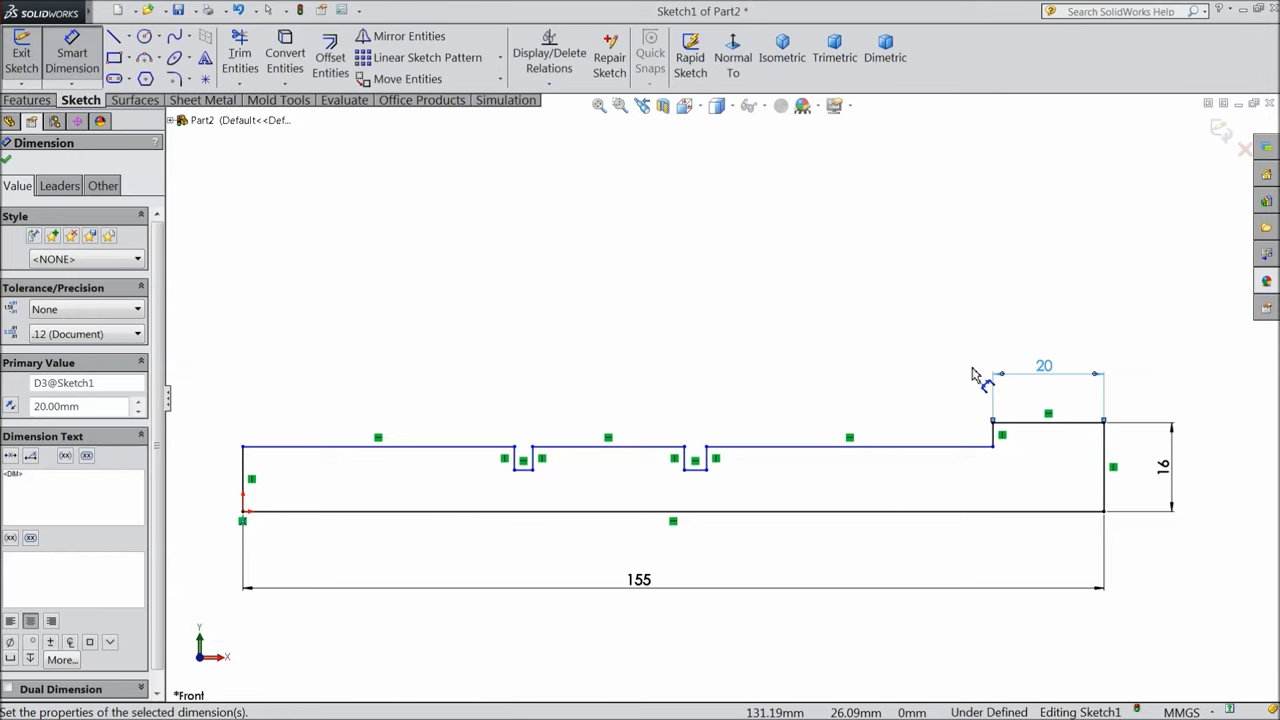 SOLIDWORKS
Sketch1 of Part2 *
Search SolidWorks Help
Exit Sketch
Smart Dimension
Trim Entities
Convert Entities
Offset Entities
Mirror Entities
Linear Sketch Pattern
Move Entities
Display/Delete Relations
Repair Sketch
Quick Snaps
Rapid Sketch
Normal To
Isometric
Trimetric
Dimetric
Features Sketch Surfaces Sheet Metal Mold Tools Evaluate Office Products Simulation
Part2 (Default<<Def...
Dimension ?
Value Leaders Other
Style
<NONE>
Tolerance/Precision
None
.12 (Document)
Primary Value
D3@Sketch1
20.00mm
Dimension Text
<DIM>
More...
Dual Dimension
20
16
155
Y
X
*Front
Set the properties of the selected dimension(s).
131.19mm 26.09mm 0mm Under Defined Editing Sketch1 MMGS